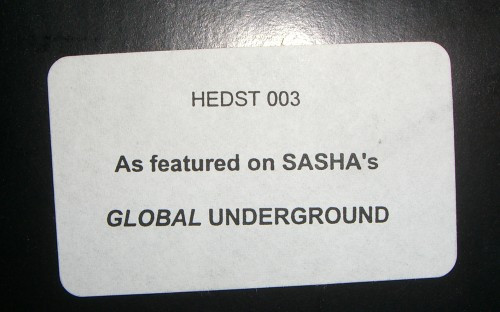 HEDST 003
As featured on SASHA's
GLOBAL UNDERGROUND